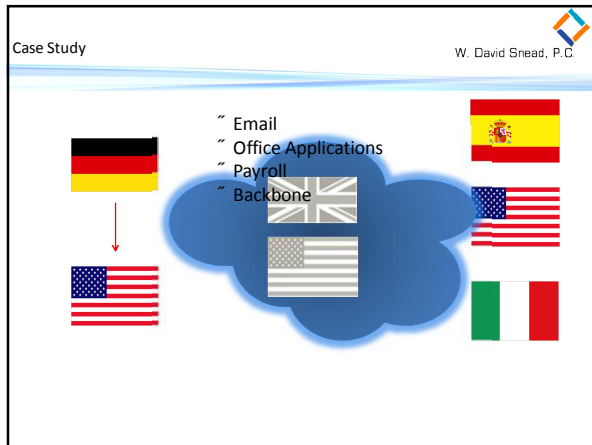 Case Study
W. David Snead, P.C.
˝ Email
˝ Office Applications
˝ Payroll
˝ Backbone